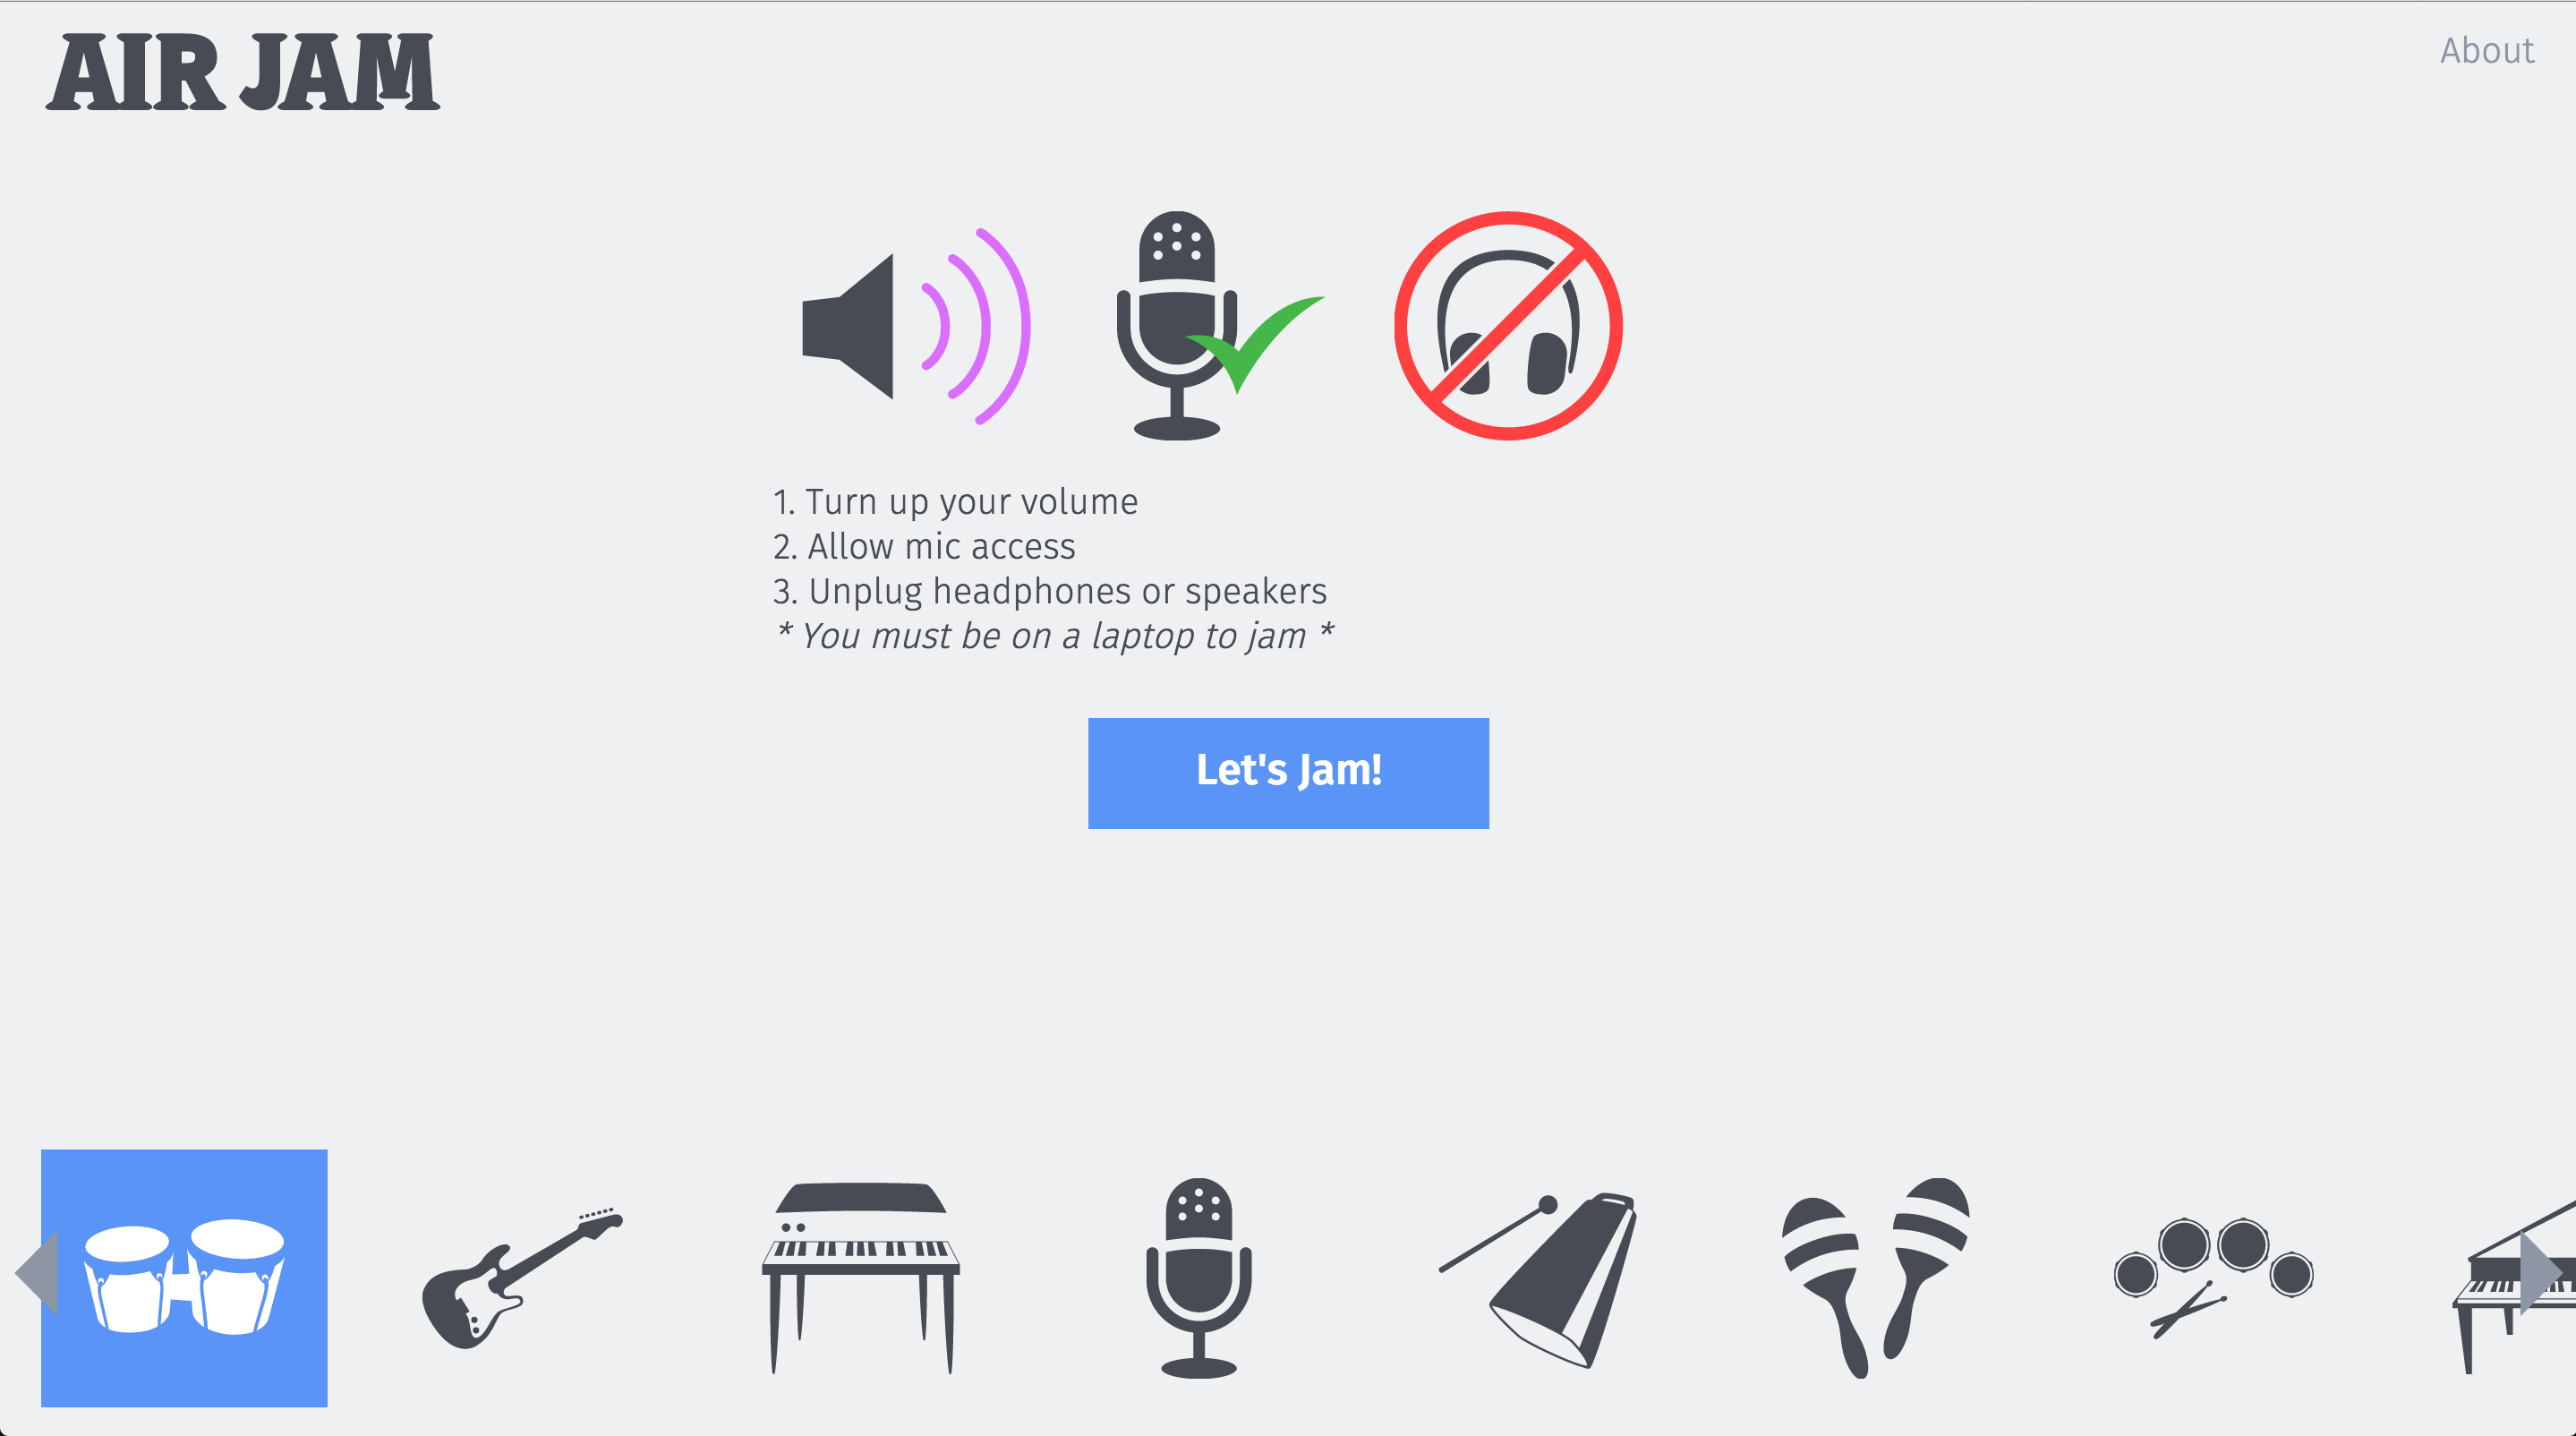 AIR JAM
About
1. Turn up your volume
2. Allow mic access
3. Unplug headphones or speakers
* You must be on a laptop to jam *
Let's Jam!